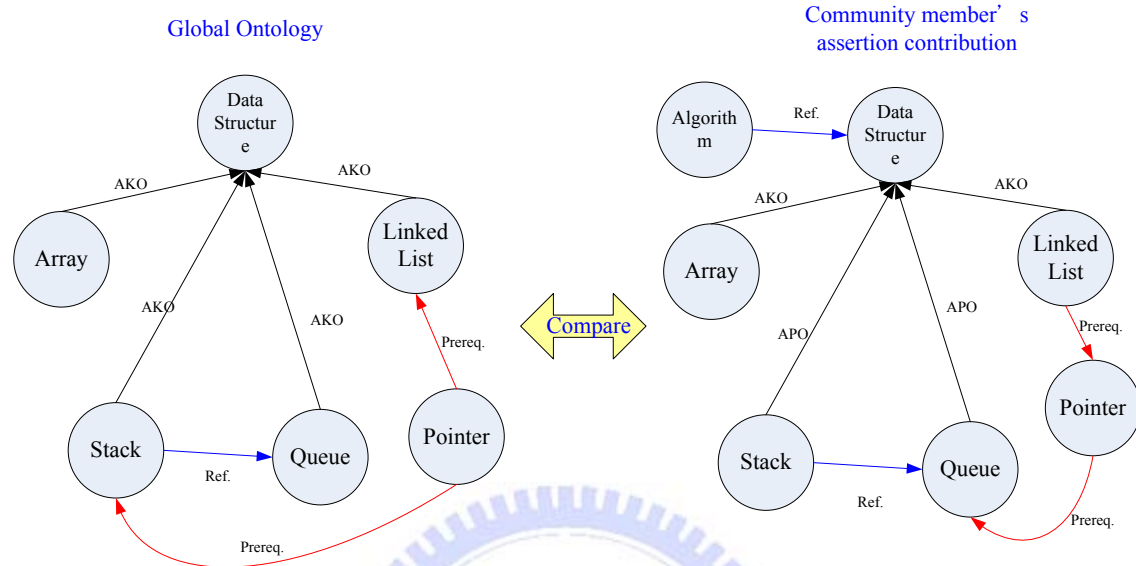 Global Ontology
Data
Structur
e
AKO
AKO
Array
Linked
List
AKO
AKO
Prereq.
Stack
Ref.
Queue
Pointer
Prereq.
Compare
Community member’ s
assertion contribution
Algorith
m
Ref.
Data
Structur
e
AKO
AKO
Array
Linked
List
APO
APO
Prereq.
Pointer
Stack
Ref.
Queue
Prereq.